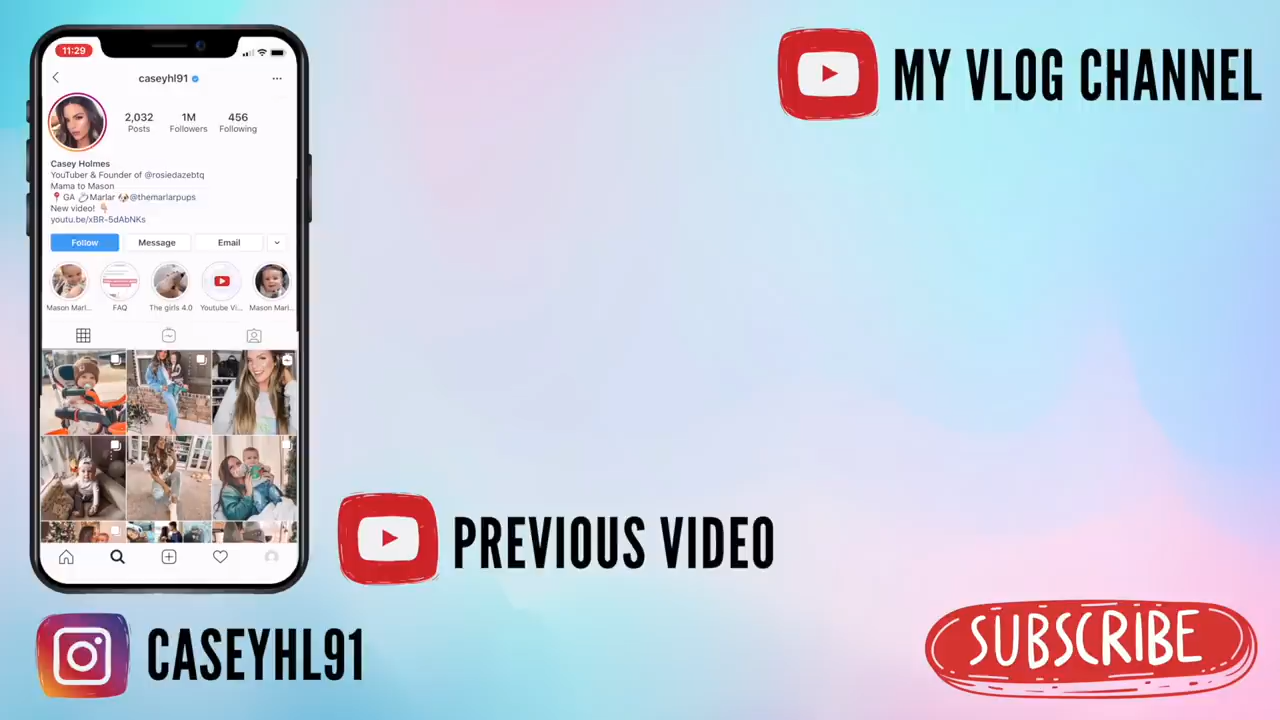 11:29
caseyhl91
2,032 1M 456
Posts Followers Following
Casey Holmes
YouTuber & Founder of @rosiedazebtq
Mama to Mason
📍GA 💍Marlar 🐶@themarlarpups
New video! 👇🏼
youtu.be/xBR-5dAbNKs
Follow Message Email
Mason Marl... FAQ The girls 4.0 Youtube Vi... Mason Marl...
MY VLOG CHANNEL
PREVIOUS VIDEO
CASEYHL91
SUBSCRIBE